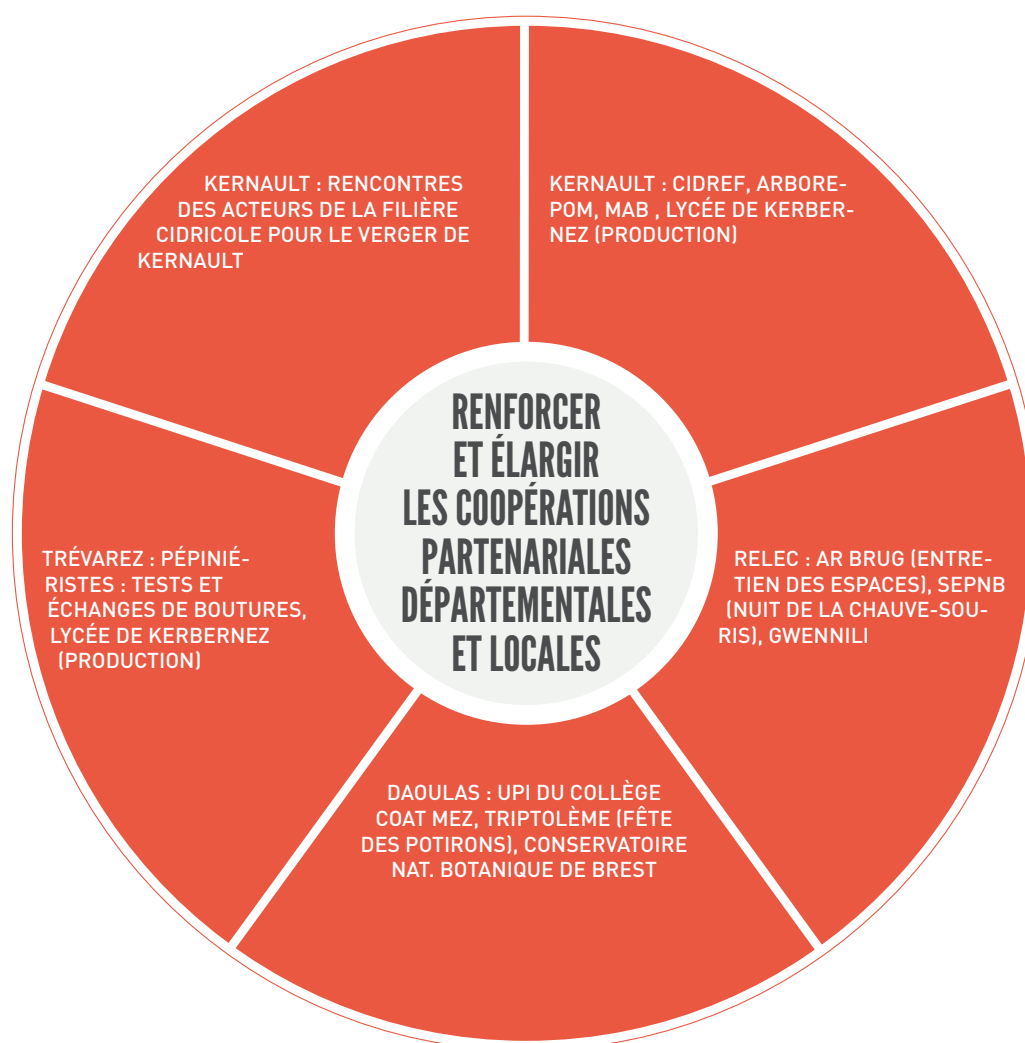 KERNAULT : RENCONTRES
DES ACTEURS DE LA FILIÈRE
CIDRICOLE POUR LE VERGER DE
KERNAULT
KERNAULT : CIDREF, ARBORE-
POM, MAB , LYCÉE DE KERBER-
NEZ (PRODUCTION)
RENFORCER
ET ÉLARGIR
LES COOPÉRATIONS
PARTENARIALES
DÉPARTEMENTALES
ET LOCALES
TRÉVAREZ : PÉPINIÉ-
RISTES : TESTS ET
ÉCHANGES DE BOUTURES,
LYCÉE DE KERBERNEZ
(PRODUCTION)
RELEC : AR BRUG (ENTRE-
TIEN DES ESPACES), SEPNB
(NUIT DE LA CHAUVE-SOU-
RIS), GWENNILI
DAOULAS : UPI DU COLLÈGE
COAT MEZ, TRIPTOLÈME (FÊTE
DES POTIRONS), CONSERVATOIRE
NAT. BOTANIQUE DE BREST